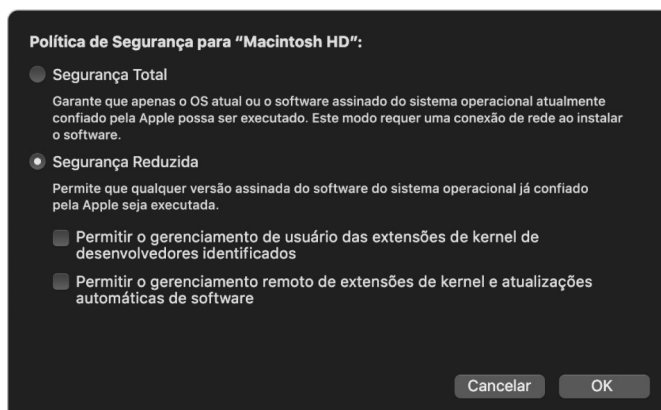 Política de Segurança para “Macintosh HD”:
Segurança Total
Garante que apenas o OS atual ou o software assinado do sistema operacional atualmente
confiado pela Apple possa ser executado. Este modo requer uma conexão de rede ao instalar
o software.
Segurança Reduzida
Permite que qualquer versão assinada do software do sistema operacional já confiado
pela Apple seja executada.
Permitir o gerenciamento de usuário das extensões de kernel de
desenvolvedores identificados
Permitir o gerenciamento remoto de extensões de kernel e atualizações
automáticas de software
Cancelar OK